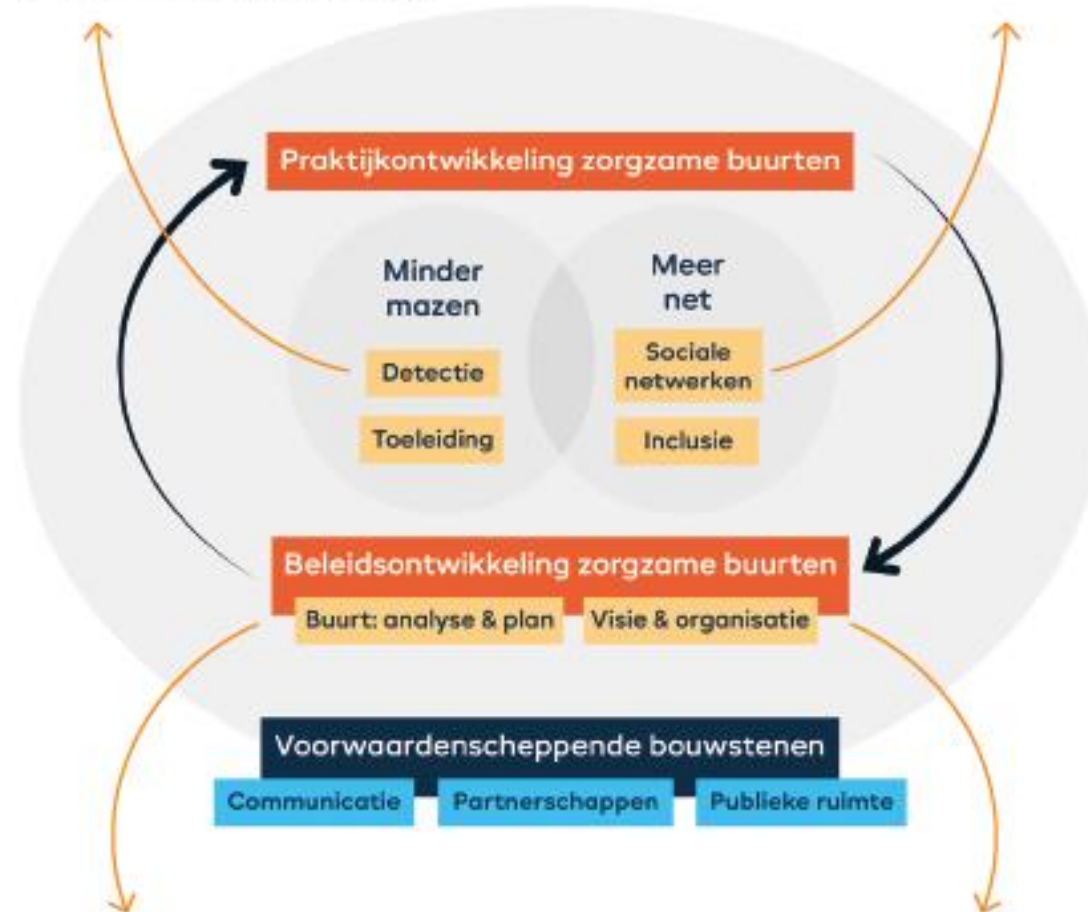 Praktijkontwikkeling zorgzame buurten
Minder
mazen
Meer
net
Detectie
Sociale
netwerken
Toeleiding
Inclusie
Beleidsontwikkeling zorgzame buurten
Buurt: analyse & plan
Visie & organisatie
Voorwaardenscheppende bouwstenen
Communicatie
Partnerschappen
Publieke ruimte